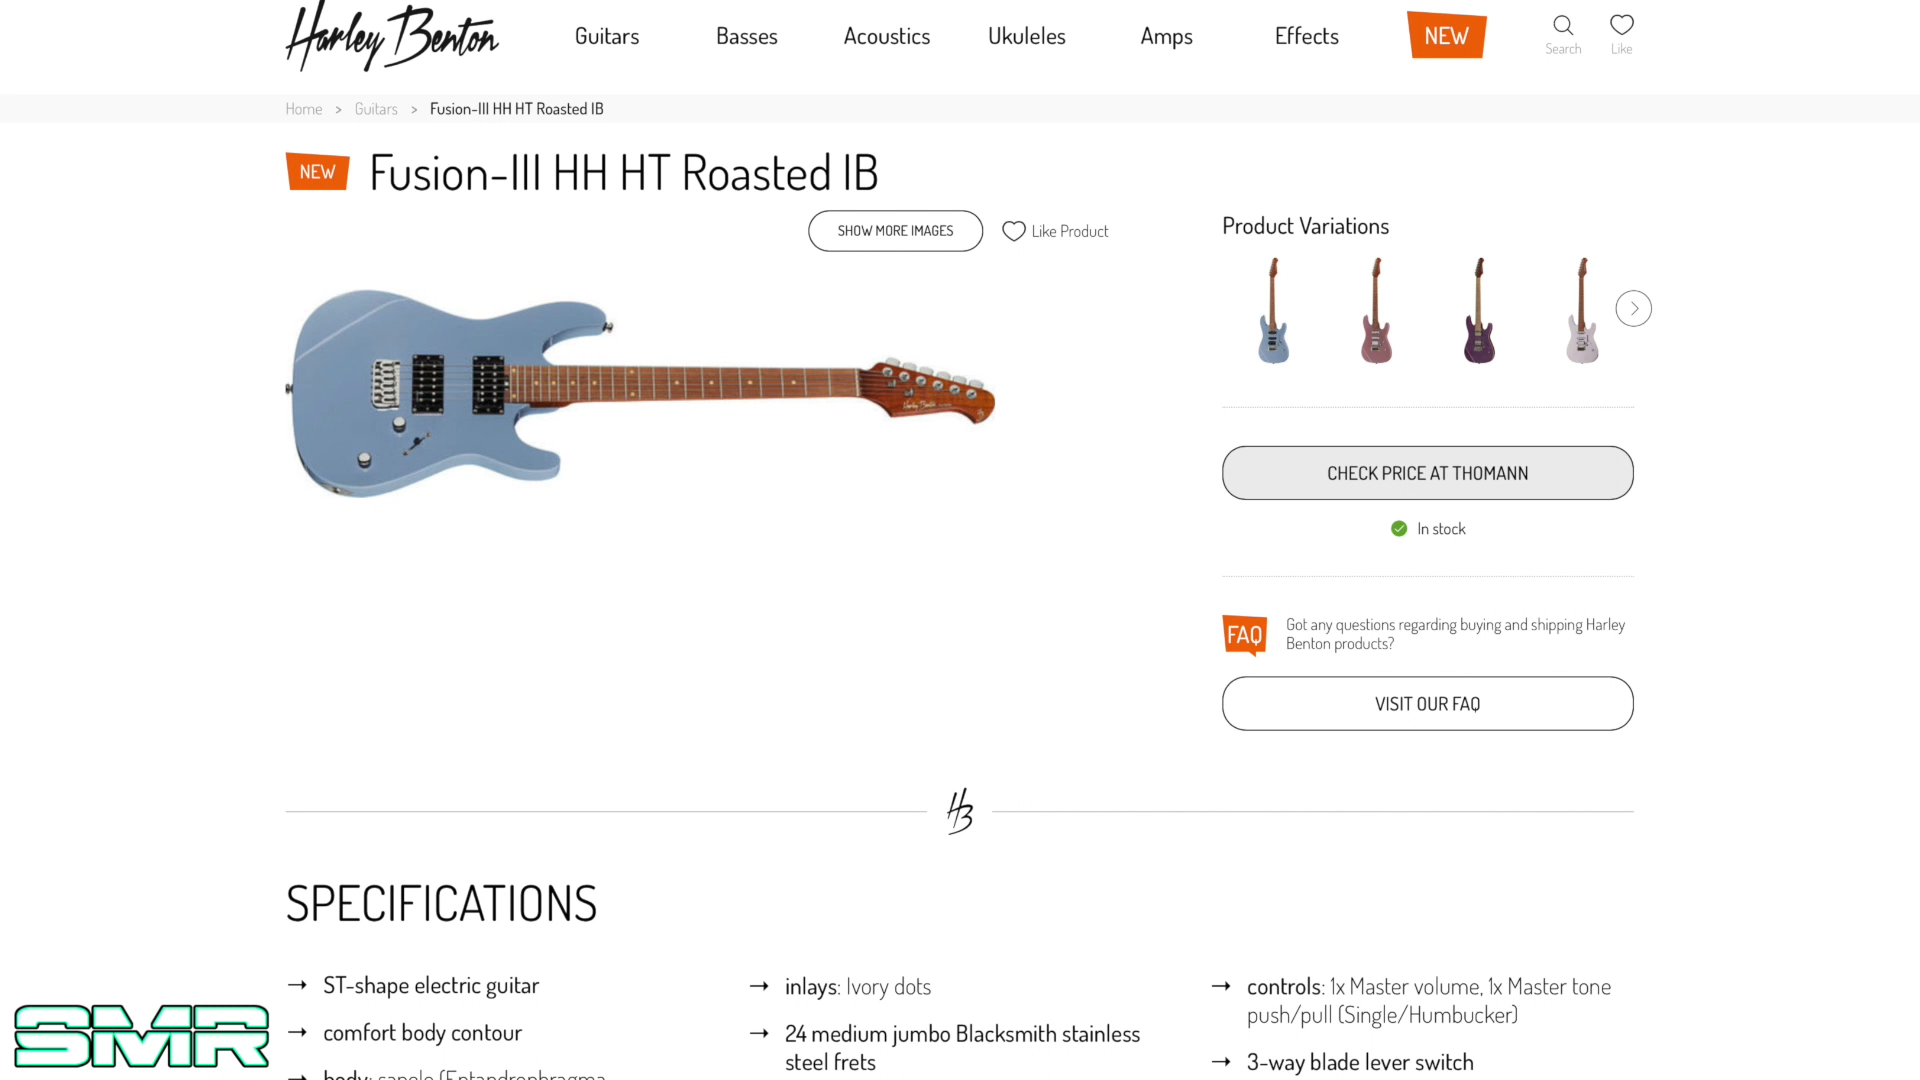 Harley Benton
Guitars
Basses
Acoustics
Ukuleles
Amps
Effects
NEW
Search
Like
Home > Guitars > Fusion-III HH HT Roasted IB
NEW
Fusion-III HH HT Roasted IB
SHOW MORE IMAGES
Like Product
Product Variations
CHECK PRICE AT THOMANN
In stock
FAQ
Got any questions regarding buying and shipping Harley
Benton products?
VISIT OUR FAQ
HB
SPECIFICATIONS
→ ST-shape electric guitar
→ comfort body contour
→ body: sapele (Entandrophragma
→ inlays: Ivory dots
→ 24 medium jumbo Blacksmith stainless
steel frets
→ controls: 1x Master volume, 1x Master tone
push/pull (Single/Humbucker)
→ 3-way blade lever switch
SMR